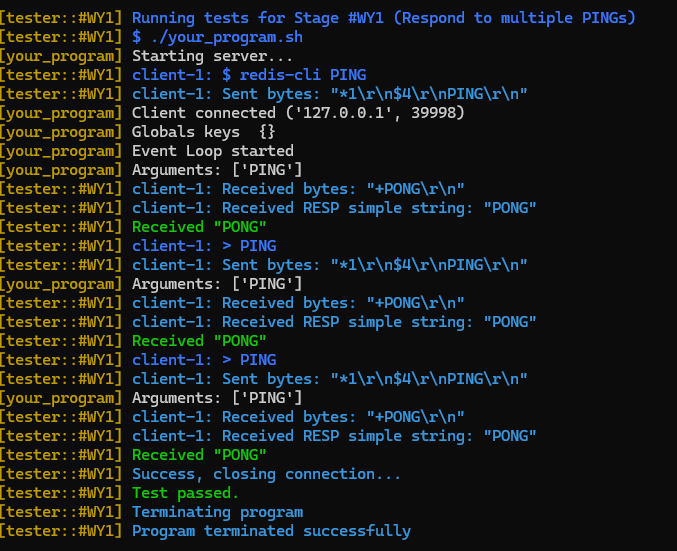 [tester::#WY1] Running tests for Stage #WY1 (Respond to multiple PINGs)
[tester::#WY1] $ ./your_program.sh
[your_program] Starting server...
[tester::#WY1] client-1: $ redis-cli PING
[tester::#WY1] client-1: Sent bytes: "*1\r\n$4\r\nPING\r\n"
[your_program] Client connected ('127.0.0.1', 39998)
[your_program] Globals keys  {}
[your_program] Event Loop started
[your_program] Arguments: ['PING']
[tester::#WY1] client-1: Received bytes: "+PONG\r\n"
[tester::#WY1] client-1: Received RESP simple string: "PONG"
[tester::#WY1] Received "PONG"
[tester::#WY1] client-1: > PING
[tester::#WY1] client-1: Sent bytes: "*1\r\n$4\r\nPING\r\n"
[your_program] Arguments: ['PING']
[tester::#WY1] client-1: Received bytes: "+PONG\r\n"
[tester::#WY1] client-1: Received RESP simple string: "PONG"
[tester::#WY1] Received "PONG"
[tester::#WY1] client-1: > PING
[tester::#WY1] client-1: Sent bytes: "*1\r\n$4\r\nPING\r\n"
[your_program] Arguments: ['PING']
[tester::#WY1] client-1: Received bytes: "+PONG\r\n"
[tester::#WY1] client-1: Received RESP simple string: "PONG"
[tester::#WY1] Received "PONG"
[tester::#WY1] Success, closing connection...
[tester::#WY1] Test passed.
[tester::#WY1] Terminating program
[tester::#WY1] Program terminated successfully